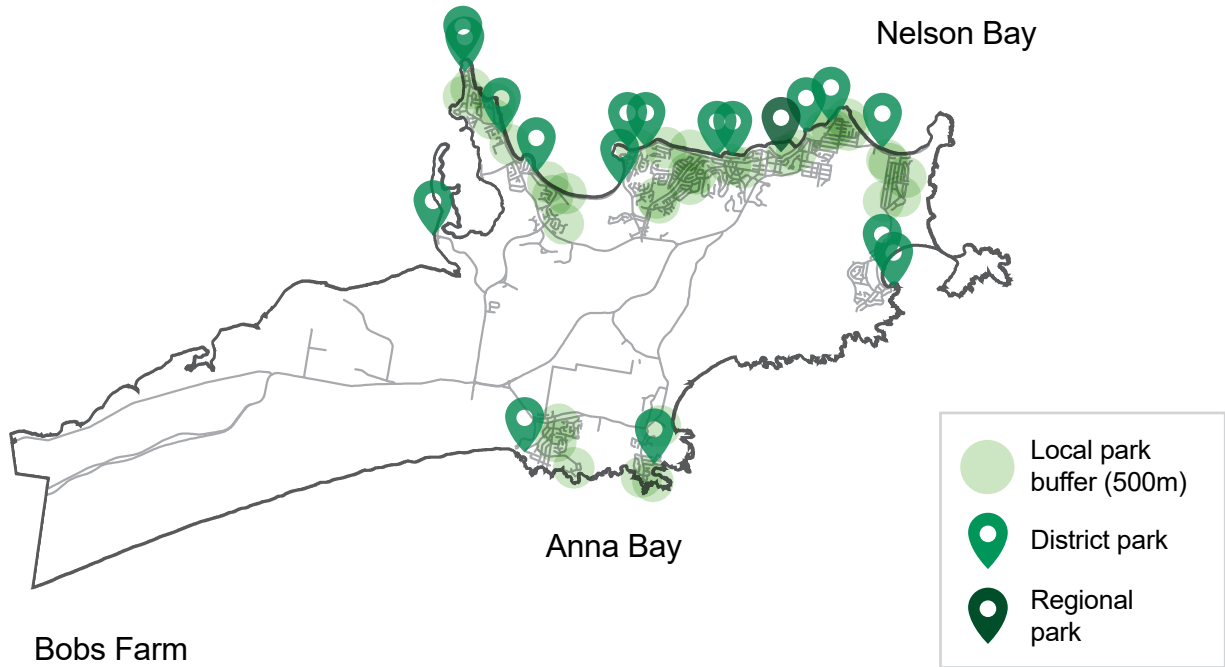 Nelson Bay
Local park
buffer (500m)
District park
Anna Bay
Regional
park
Bobs Farm